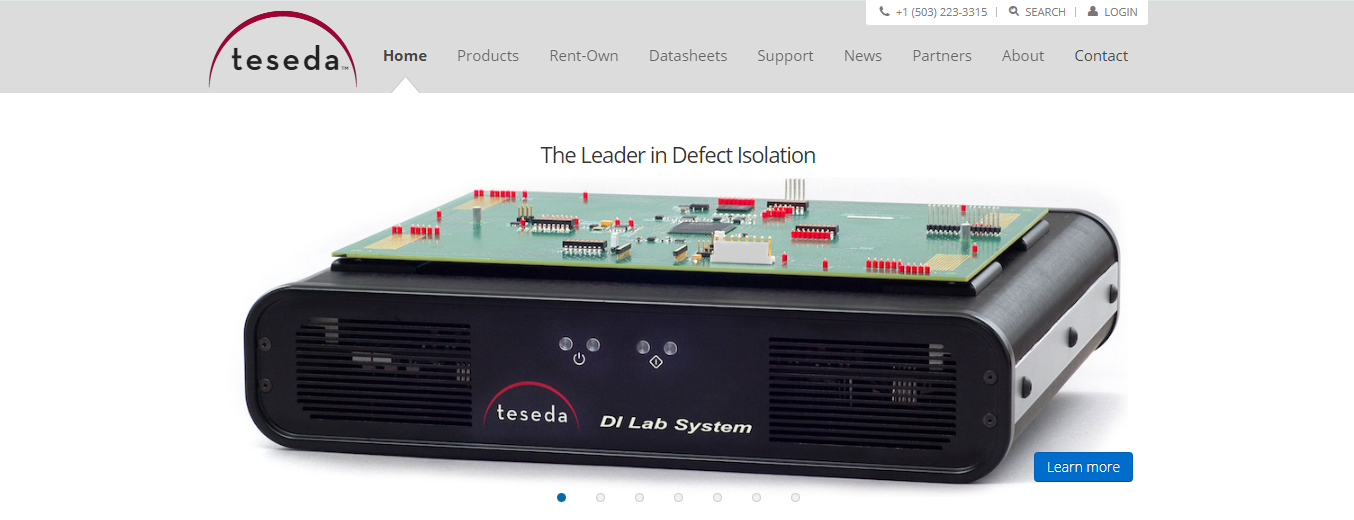 +1 (503) 223-3315 | SEARCH | LOGIN
teseda™
Home Products Rent-Own Datasheets Support News Partners About Contact
The Leader in Defect Isolation
teseda DI Lab System
Learn more